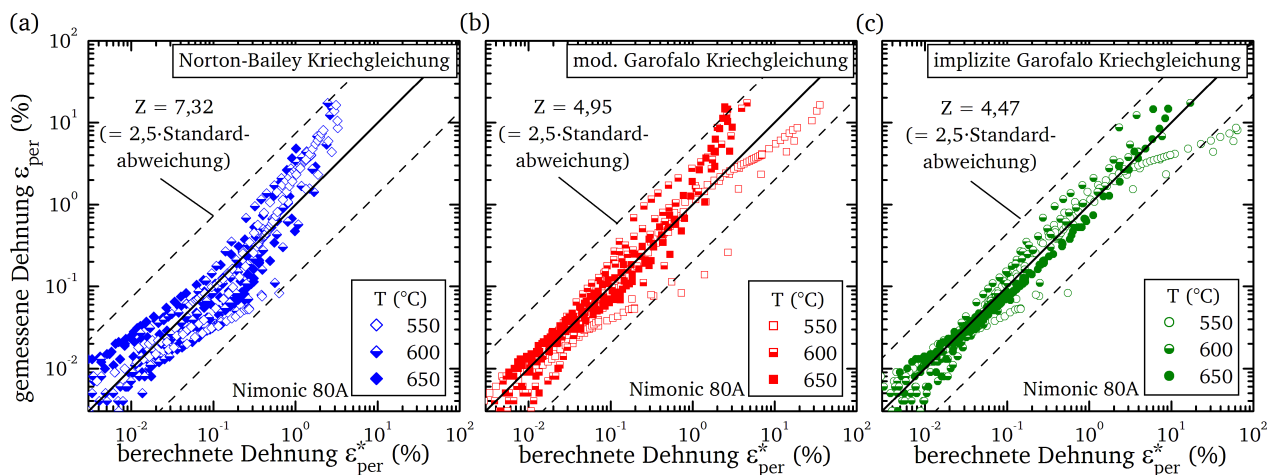 (a)
gemessene Dehnung ε_per (%)
10^2
10^1
10^0
10^-1
10^-2
Norton-Bailey Kriechgleichung
Z = 7,32
(= 2,5·Standard-
abweichung)
T (°C)
550
600
650
Nimonic 80A
10^-2 10^-1 10^0 10^1 10^2
berechnete Dehnung ε*_per (%)
(b)
mod. Garofalo Kriechgleichung
Z = 4,95
(= 2,5·Standard-
abweichung)
T (°C)
550
600
650
Nimonic 80A
10^-2 10^-1 10^0 10^1 10^2
berechnete Dehnung ε*_per (%)
(c)
implizite Garofalo Kriechgleichung
Z = 4,47
(= 2,5·Standard-
abweichung)
T (°C)
550
600
650
Nimonic 80A
10^-2 10^-1 10^0 10^1 10^2
berechnete Dehnung ε*_per (%)